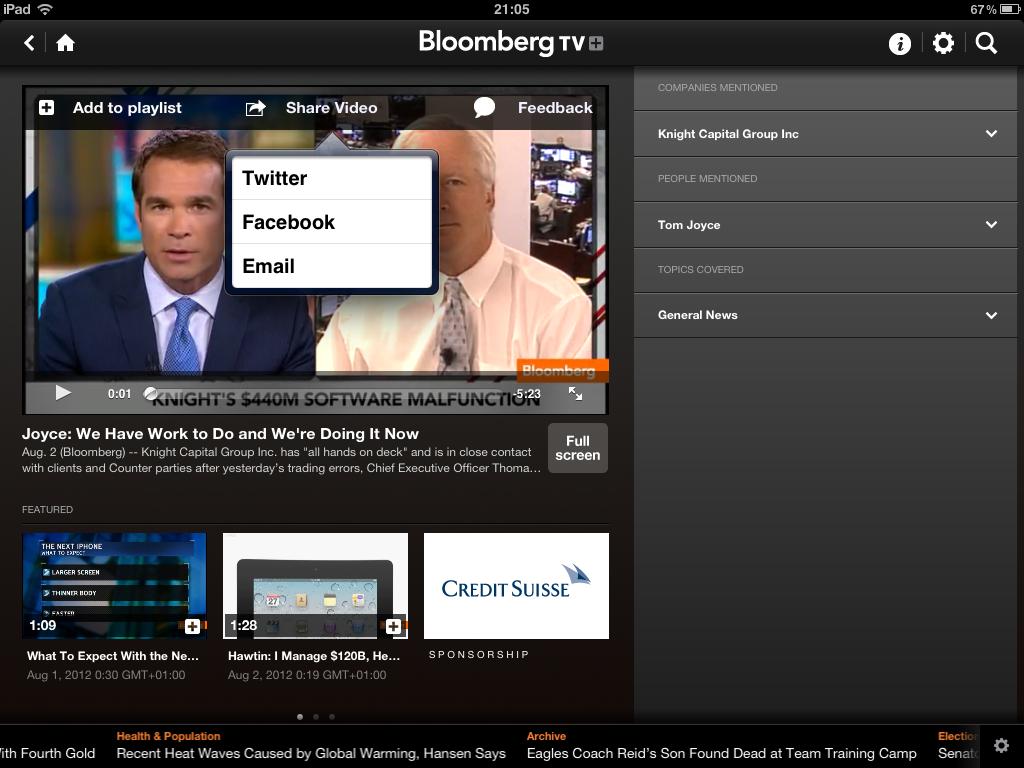 iPad
21:05
67%
Bloomberg TV+
Add to playlist
Share Video
Feedback
Twitter
Facebook
Email
Bloomberg
0:01
-5:23
KNIGHT'S $440M SOFTWARE MALFUNCTION
Joyce: We Have Work to Do and We're Doing It Now
Aug. 2 (Bloomberg) -- Knight Capital Group Inc. has "all hands on deck" and is in close contact
with clients and Counter parties after yesterday's trading errors, Chief Executive Officer Thoma...
Full
screen
COMPANIES MENTIONED
Knight Capital Group Inc
PEOPLE MENTIONED
Tom Joyce
TOPICS COVERED
General News
FEATURED
THE NEXT IPHONE
WHAT TO EXPECT
LARGER SCREEN
THINNER BODY
FASTER
1:09
What To Expect With the Ne...
Aug 1, 2012 0:30 GMT+01:00
27
1:28
Hawtin: I Manage $120B, He...
Aug 2, 2012 0:19 GMT+01:00
CREDIT SUISSE
SPONSORSHIP
ith Fourth Gold
Health & Population
Recent Heat Waves Caused by Global Warming, Hansen Says
Archive
Eagles Coach Reid's Son Found Dead at Team Training Camp
Election
Senat